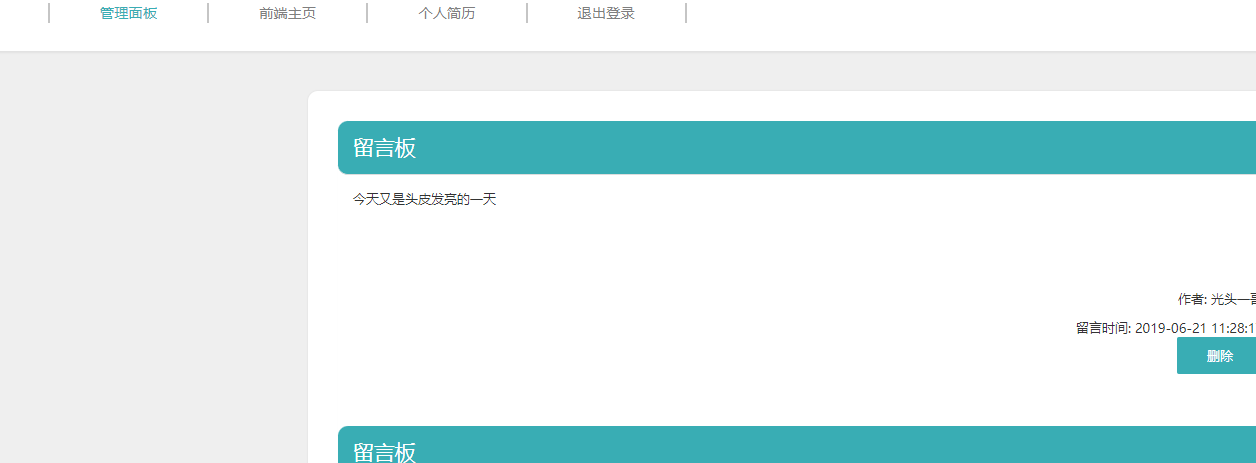 管理面板 前端主页 个人简历 退出登录
留言板
今天又是头皮发亮的一天
作者: 光头一
留言时间: 2019-06-21 11:28:1
删除
留言板